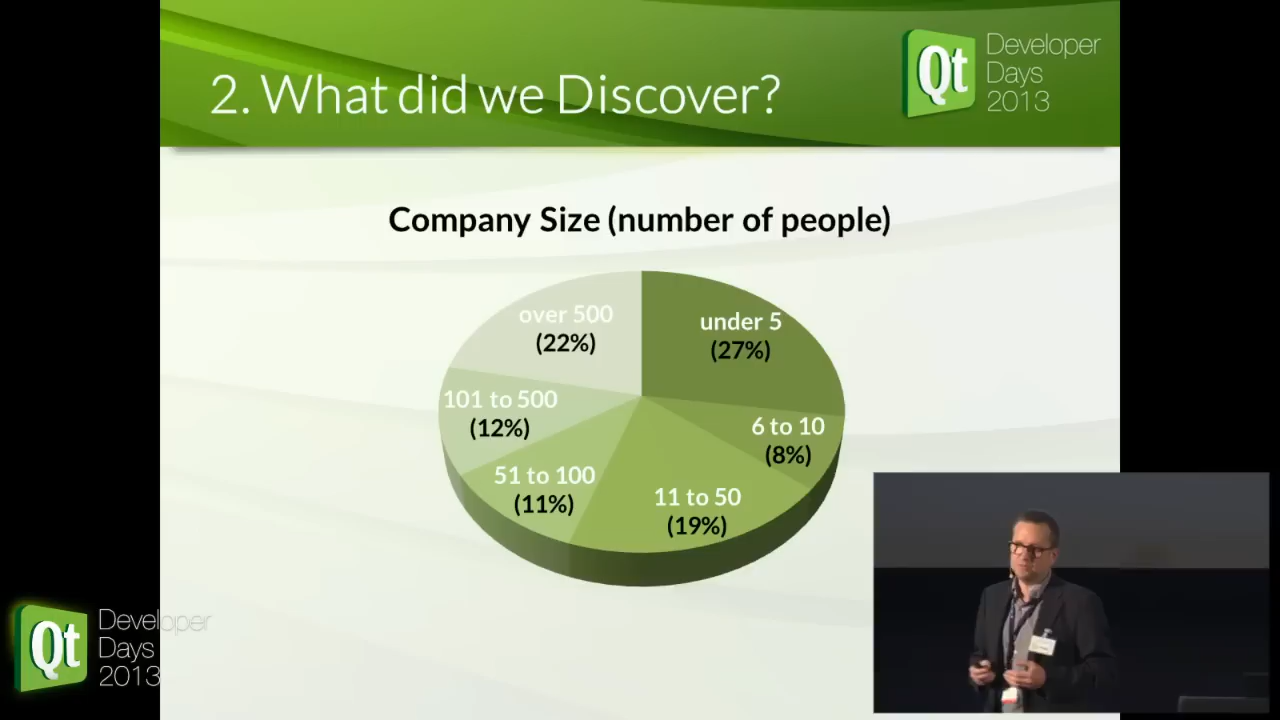 2. What did we Discover?
Qt
Developer
Days
2013
Company Size (number of people)
over 500
(22%)
under 5
(27%)
101 to 500
(12%)
6 to 10
(8%)
51 to 100
(11%)
11 to 50
(19%)
Qt
Developer
Days
2013